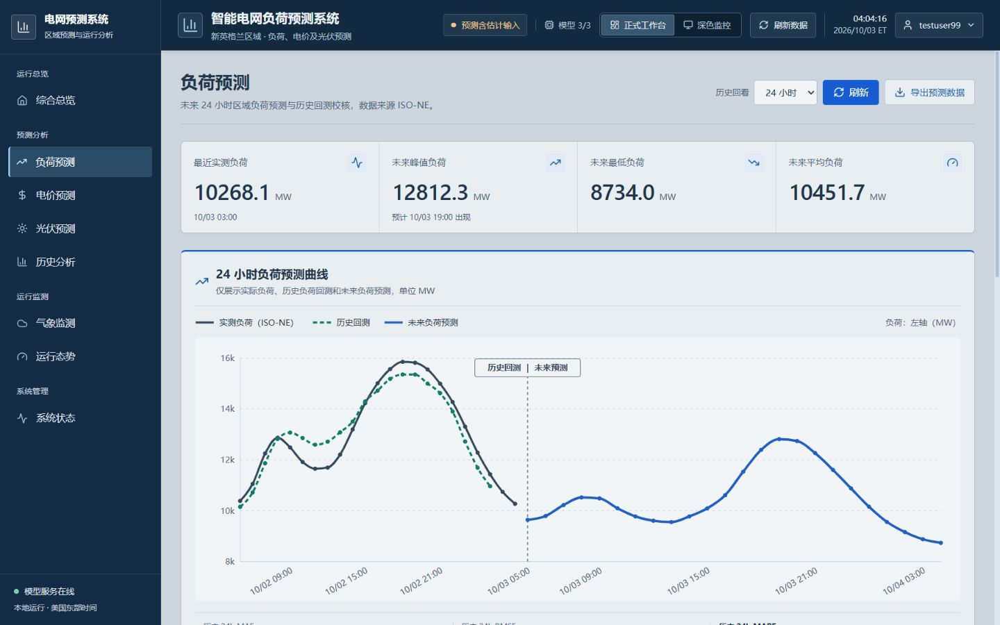 电网预测系统
区域预测与运行分析
运行总览
综合总览
预测分析
负荷预测
电价预测
光伏预测
历史分析
运行监测
气象监测
运行态势
系统管理
系统状态
模型服务在线
本地运行 · 美国东部时间
智能电网负荷预测系统
新英格兰区域 · 负荷、电价及光伏预测
预测含估计输入
模型 3/3
正式工作台
深色监控
刷新数据
04:04:16
2026/10/03 ET
testuser99
负荷预测
未来 24 小时区域负荷预测与历史回测校核，数据来源 ISO-NE。
历史回看
24 小时
刷新
导出预测数据
最近实测负荷
10268.1 MW
10/03 03:00
未来峰值负荷
12812.3 MW
预计 10/03 19:00 出现
未来最低负荷
8734.0 MW
未来平均负荷
10451.7 MW
24 小时负荷预测曲线
仅展示实际负荷、历史负荷回测和未来负荷预测，单位 MW
实测负荷（ISO-NE）
历史回测
未来负荷预测
负荷：左轴（MW）
历史回测 | 未来预测
16k
14k
12k
10k
8k
10/02 09:00
10/02 15:00
10/02 21:00
10/03 05:00
10/03 09:00
10/03 15:00
10/03 21:00
10/04 03:00